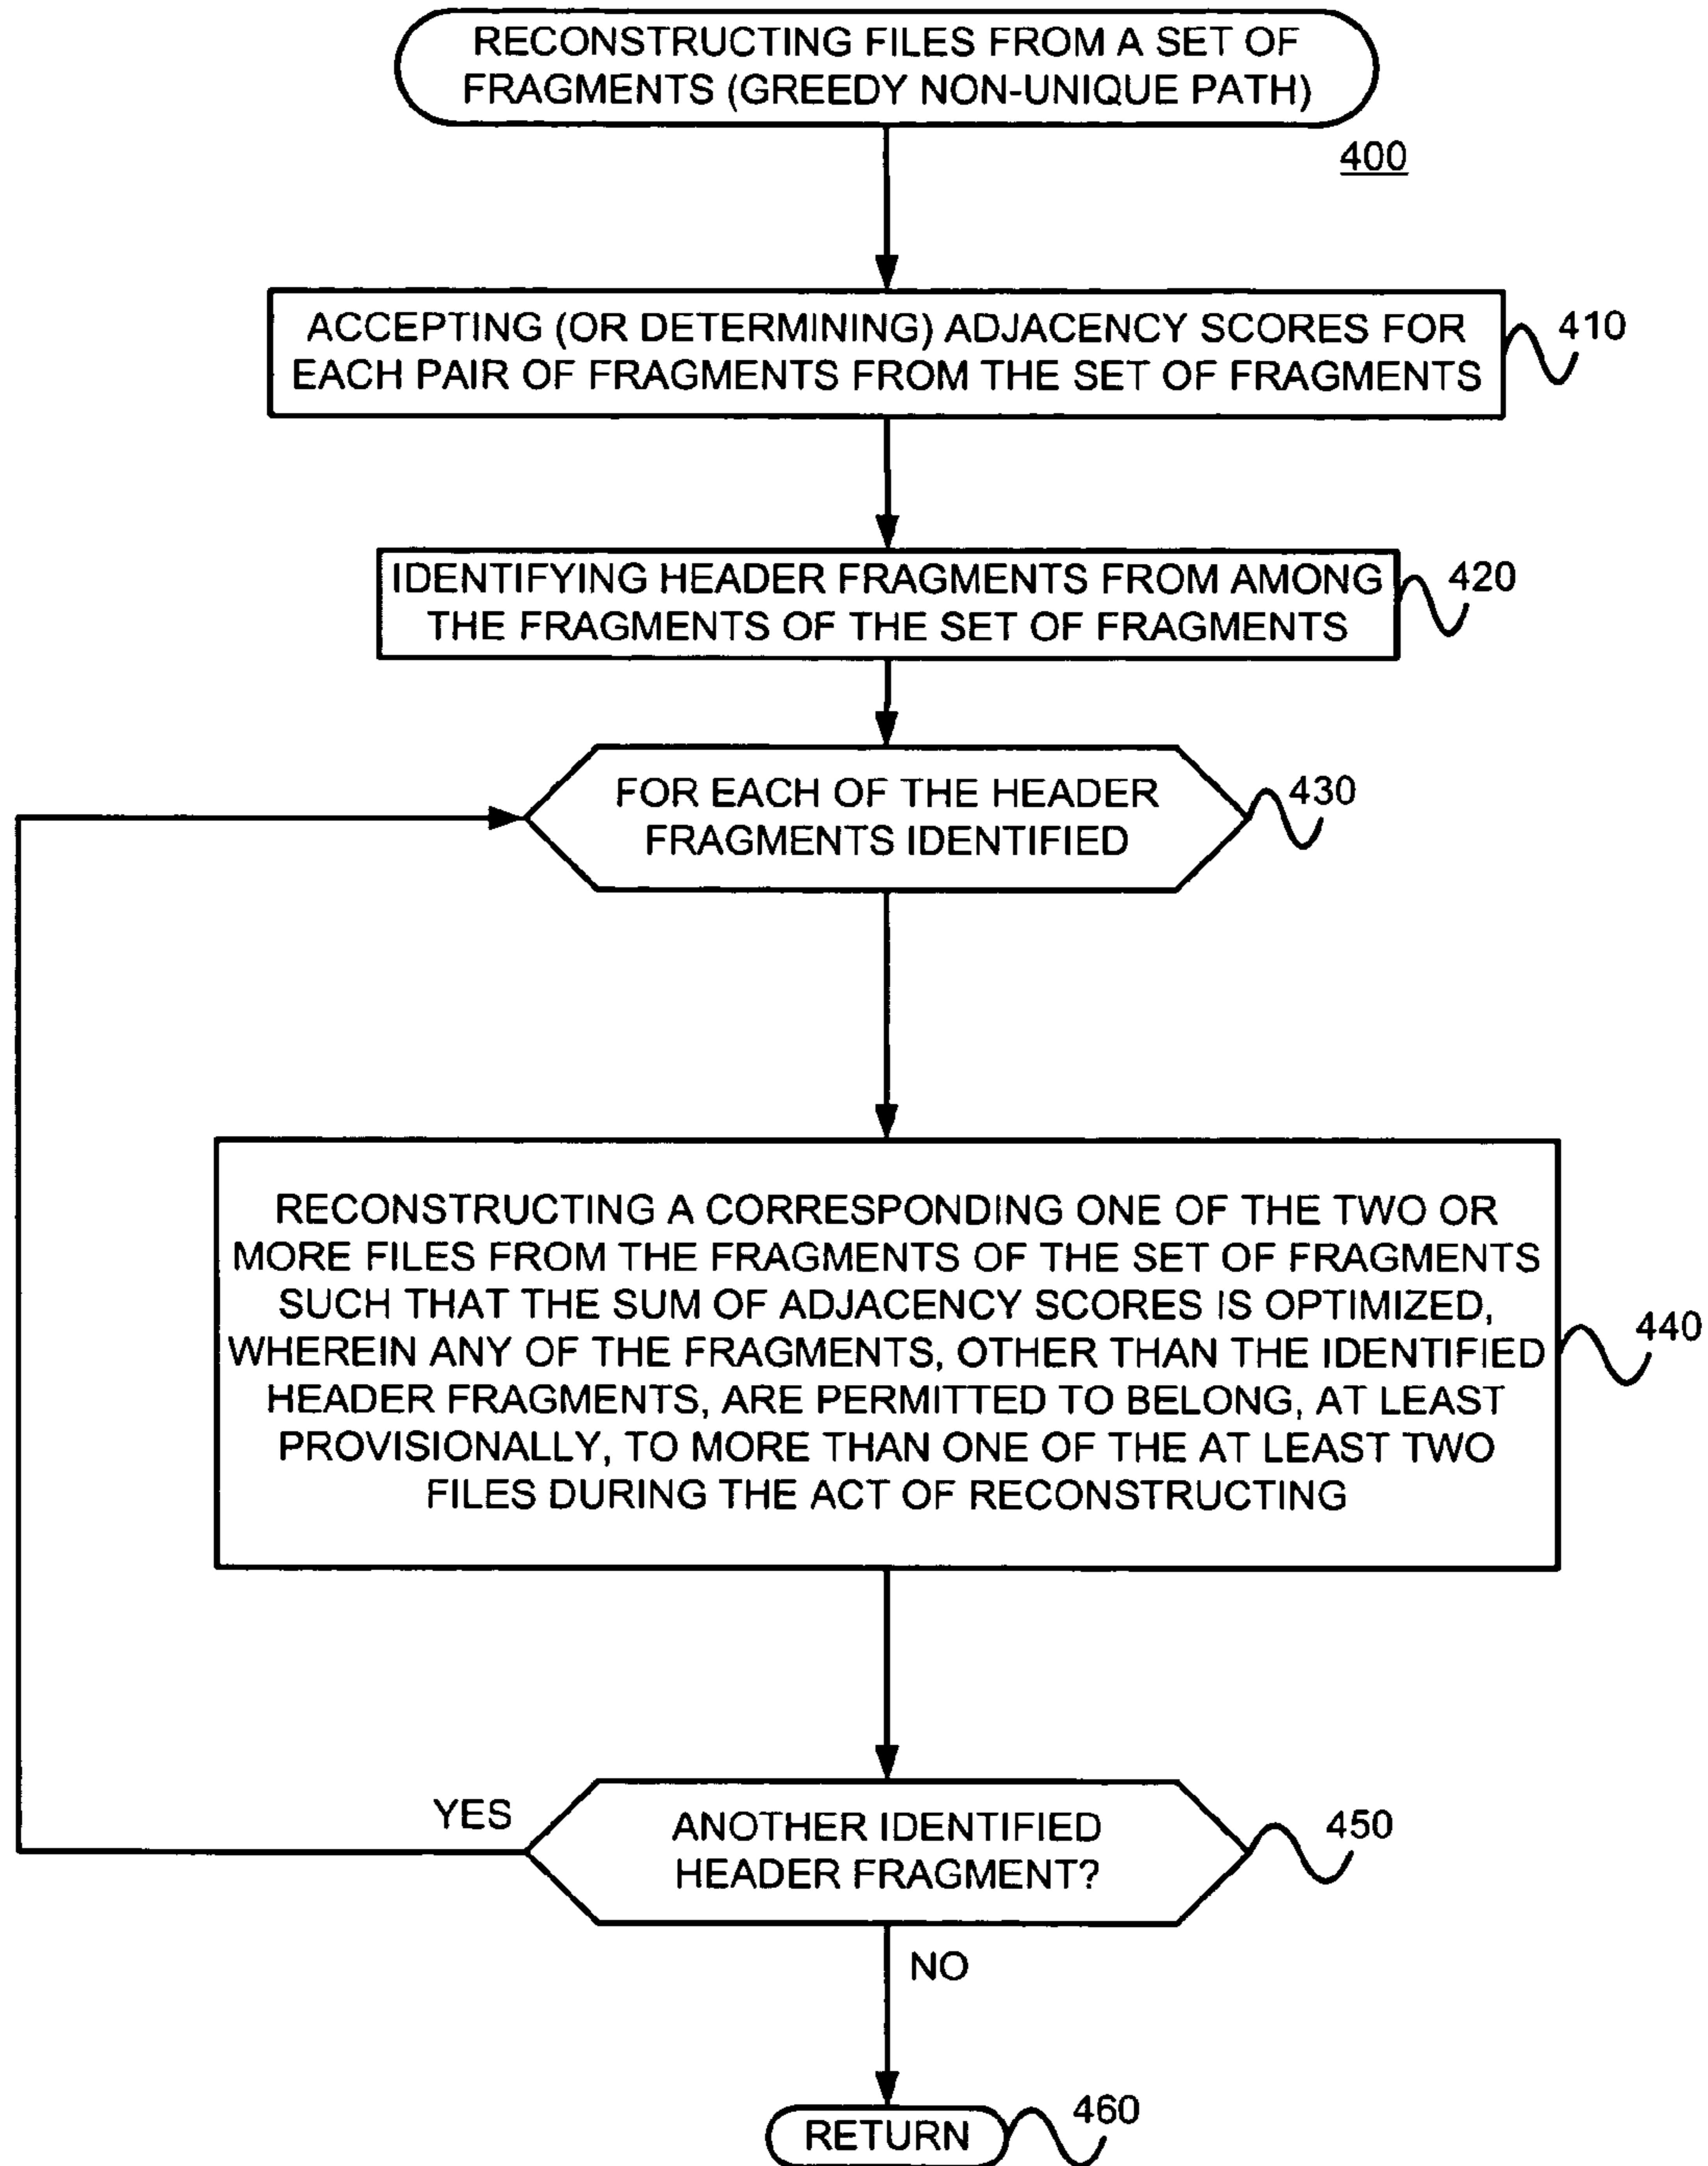 RECONSTRUCTING FILES FROM A SET OF
FRAGMENTS (GREEDY NON-UNIQUE PATH)
400
ACCEPTING (OR DETERMINING) ADJACENCY SCORES FOR
EACH PAIR OF FRAGMENTS FROM THE SET OF FRAGMENTS
410
IDENTIFYING HEADER FRAGMENTS FROM AMONG
THE FRAGMENTS OF THE SET OF FRAGMENTS
420
FOR EACH OF THE HEADER
FRAGMENTS IDENTIFIED
430
RECONSTRUCTING A CORRESPONDING ONE OF THE TWO OR
MORE FILES FROM THE FRAGMENTS OF THE SET OF FRAGMENTS
SUCH THAT THE SUM OF ADJACENCY SCORES IS OPTIMIZED,
WHEREIN ANY OF THE FRAGMENTS, OTHER THAN THE IDENTIFIED
HEADER FRAGMENTS, ARE PERMITTED TO BELONG, AT LEAST
PROVISIONALLY, TO MORE THAN ONE OF THE AT LEAST TWO
FILES DURING THE ACT OF RECONSTRUCTING
440
YES
ANOTHER IDENTIFIED
HEADER FRAGMENT?
450
NO
RETURN
460